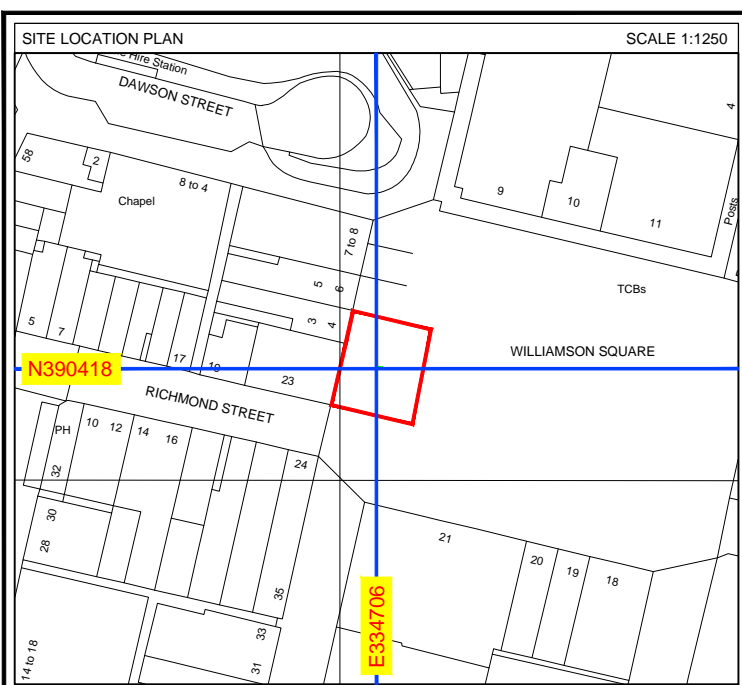 SITE LOCATION PLAN
SCALE 1:1250
Hire Station
DAWSON STREET
4
58
2
8 to 4
Chapel
9
10
11
Posts
7 to 8
5
6
TCBs
3
4
5
7
17
19
23
WILLIAMSON SQUARE
N390418
RICHMOND STREET
PH
10
12
14
16
24
32
30
28
21
20
19
18
35
33
31
14 to 18
E334706